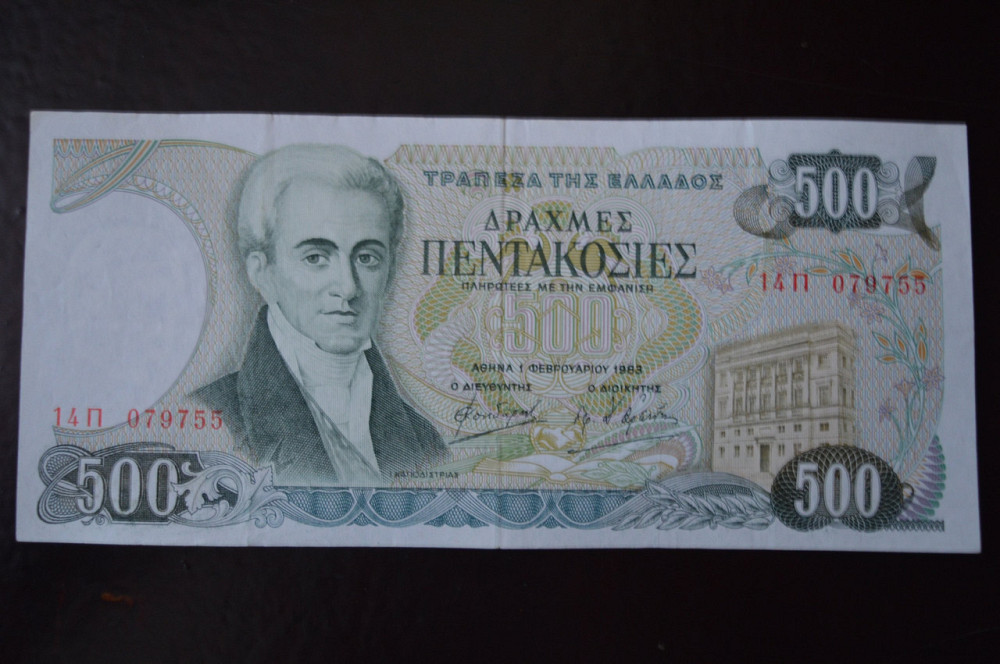 ΤΡΑΠΕΖΑ ΤΗΣ ΕΛΛΑΔΟΣ
500
ΔΡΑΧΜΕΣ
ΠΕΝΤΑΚΟΣΙΕΣ
ΠΛΗΡΩΤΕΕΣ ΜΕ ΤΗΝ ΕΜΦΑΝΙΣΗ
14Π 079755
500
ΑΘΗΝΑ 1 ΦΕΒΡΟΥΑΡΙΟΥ 1983
Ο ΔΙΕΥΘΥΝΤΗΣ Ο ΔΙΟΙΚΗΤΗΣ
14Π 079755
Ι. ΚΑΠΟΔΙΣΤΡΙΑΣ
500
500